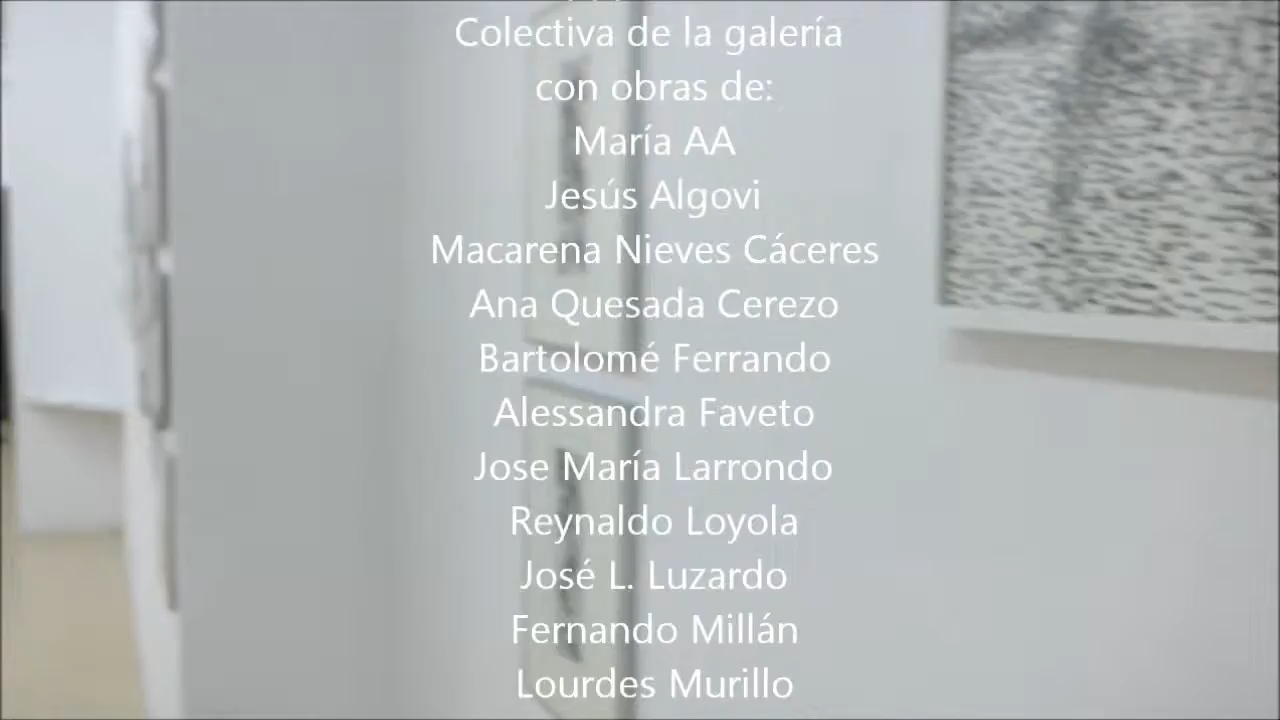 Colectiva de la galería
con obras de:
María AA
Jesús Algovi
Macarena Nieves Cáceres
Ana Quesada Cerezo
Bartolomé Ferrando
Alessandra Faveto
Jose María Larrondo
Reynaldo Loyola
José L. Luzardo
Fernando Millán
Lourdes Murillo